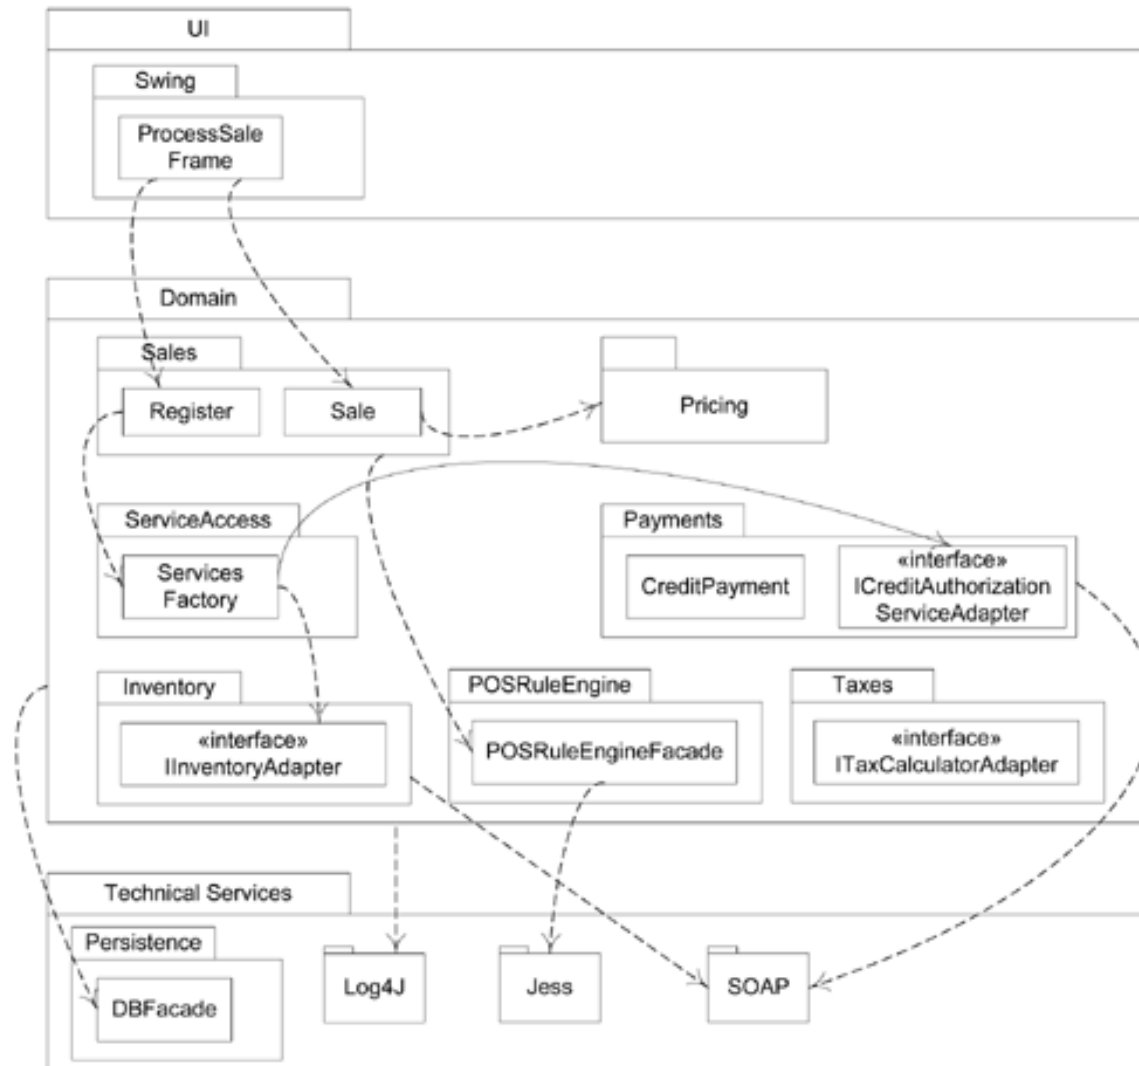 UI
Swing
ProcessSale
Frame
Domain
Sales
Register
Sale
Pricing
ServiceAccess
Services
Factory
Payments
CreditPayment
«interface»
ICreditAuthorization
ServiceAdapter
Inventory
«interface»
IInventoryAdapter
POSRuleEngine
POSRuleEngineFacade
Taxes
«interface»
ITaxCalculatorAdapter
Technical Services
Persistence
DBFacade
Log4J
Jess
SOAP